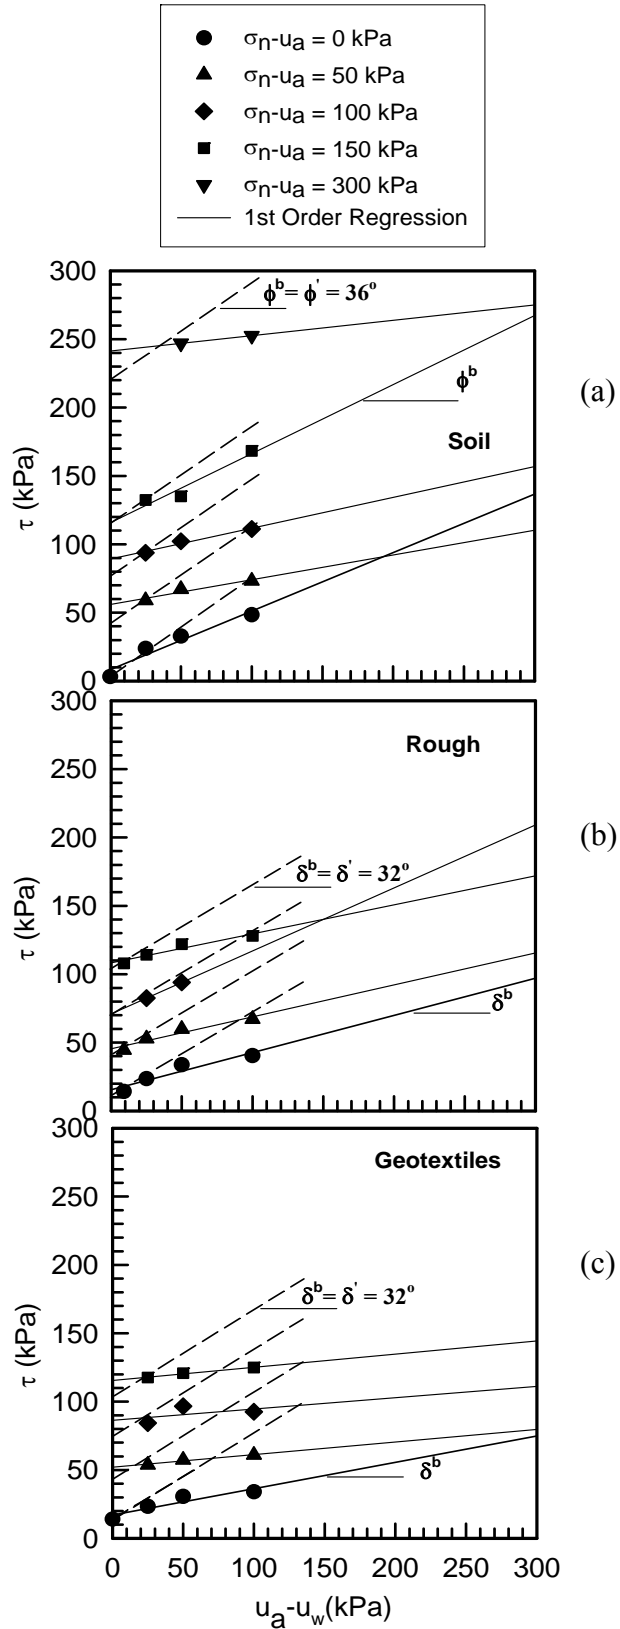 σn-ua = 0 kPa
σn-ua = 50 kPa
σn-ua = 100 kPa
σn-ua = 150 kPa
σn-ua = 300 kPa
1st Order Regression
300
250
200
150
100
50
0
τ (kPa)
ϕb= ϕ' = 36o
ϕb
Soil
(a)
300
250
200
150
100
50
0
τ (kPa)
Rough
δb= δ' = 32o
δb
(b)
300
250
200
150
100
50
0
τ (kPa)
Geotextiles
δb= δ' = 32o
δb
(c)
0 50 100 150 200 250 300
ua-uw(kPa)